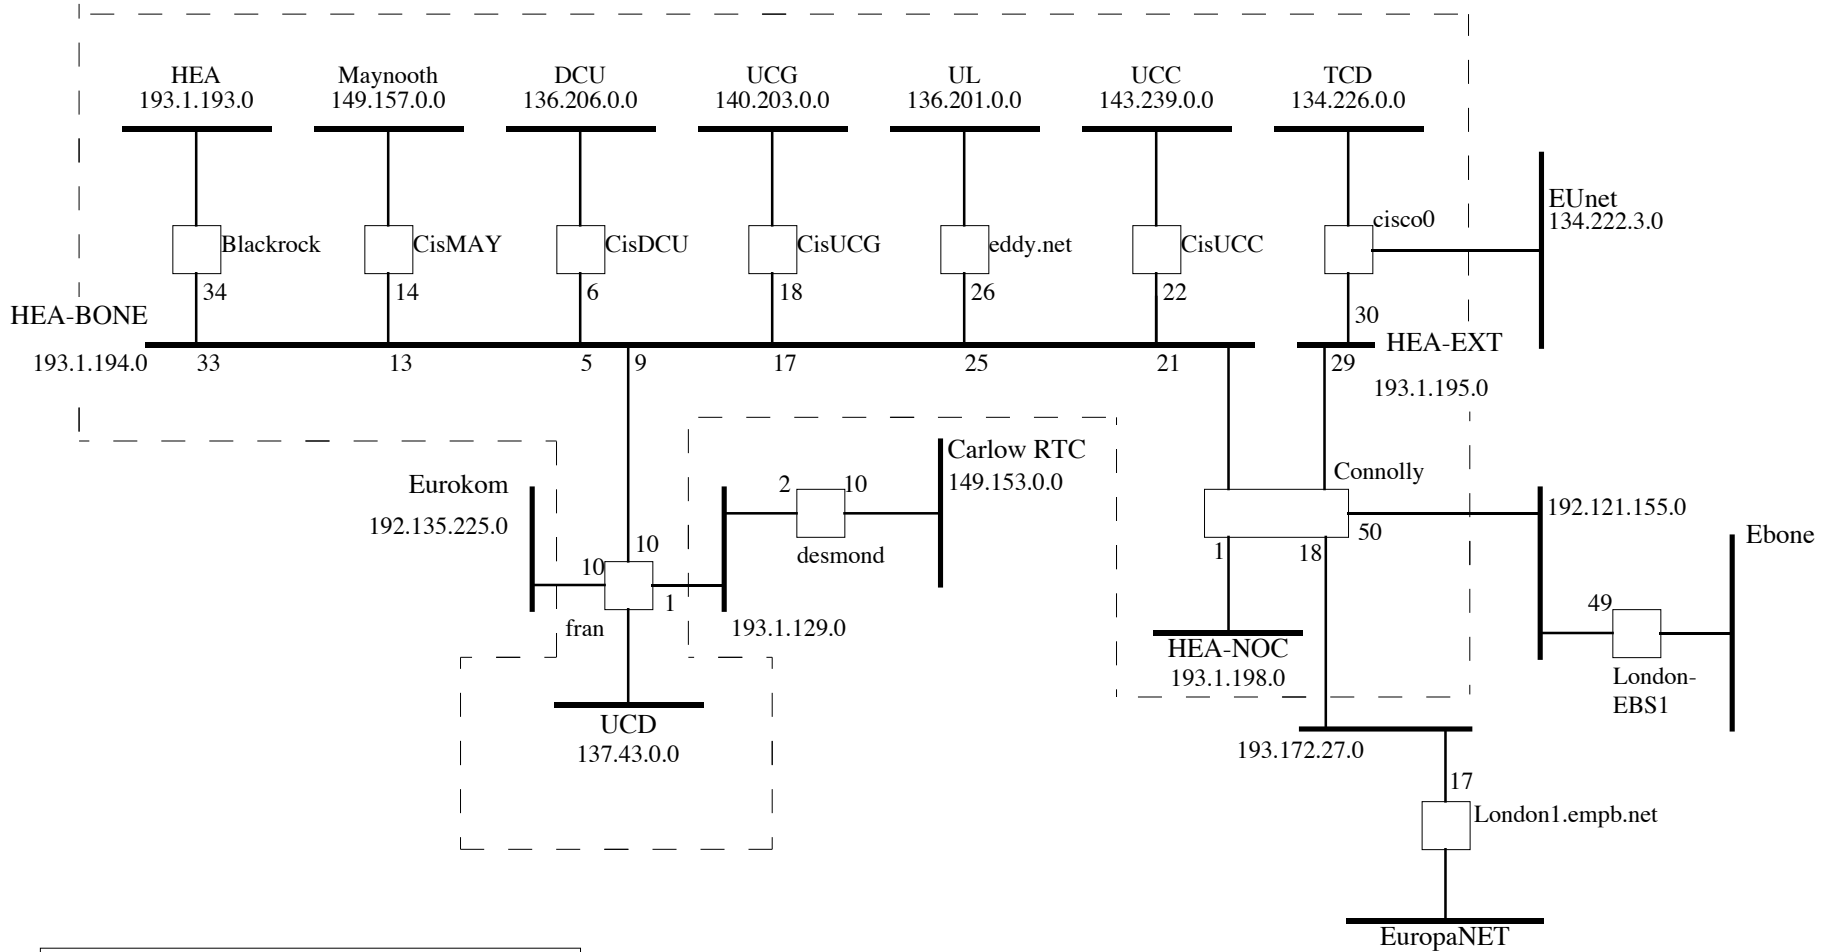 HEA
193.1.193.0
Maynooth
149.157.0.0
DCU
136.206.0.0
UCG
140.203.0.0
UL
136.201.0.0
UCC
143.239.0.0
TCD
134.226.0.0
EUnet
134.222.3.0
cisco0
Blackrock
CisMAY
CisDCU
CisUCG
eddy.net
CisUCC
34
14
6
18
26
22
30
HEA-BONE
193.1.194.0
33
13
5
9
17
25
21
29
HEA-EXT
193.1.195.0
Eurokom
192.135.225.0
Carlow RTC
149.153.0.0
2
10
desmond
Connolly
192.121.155.0
50
1
18
Ebone
10
10
1
fran
193.1.129.0
49
London-
EBS1
HEA-NOC
193.1.198.0
UCD
137.43.0.0
193.172.27.0
17
London1.empb.net
EuropaNET